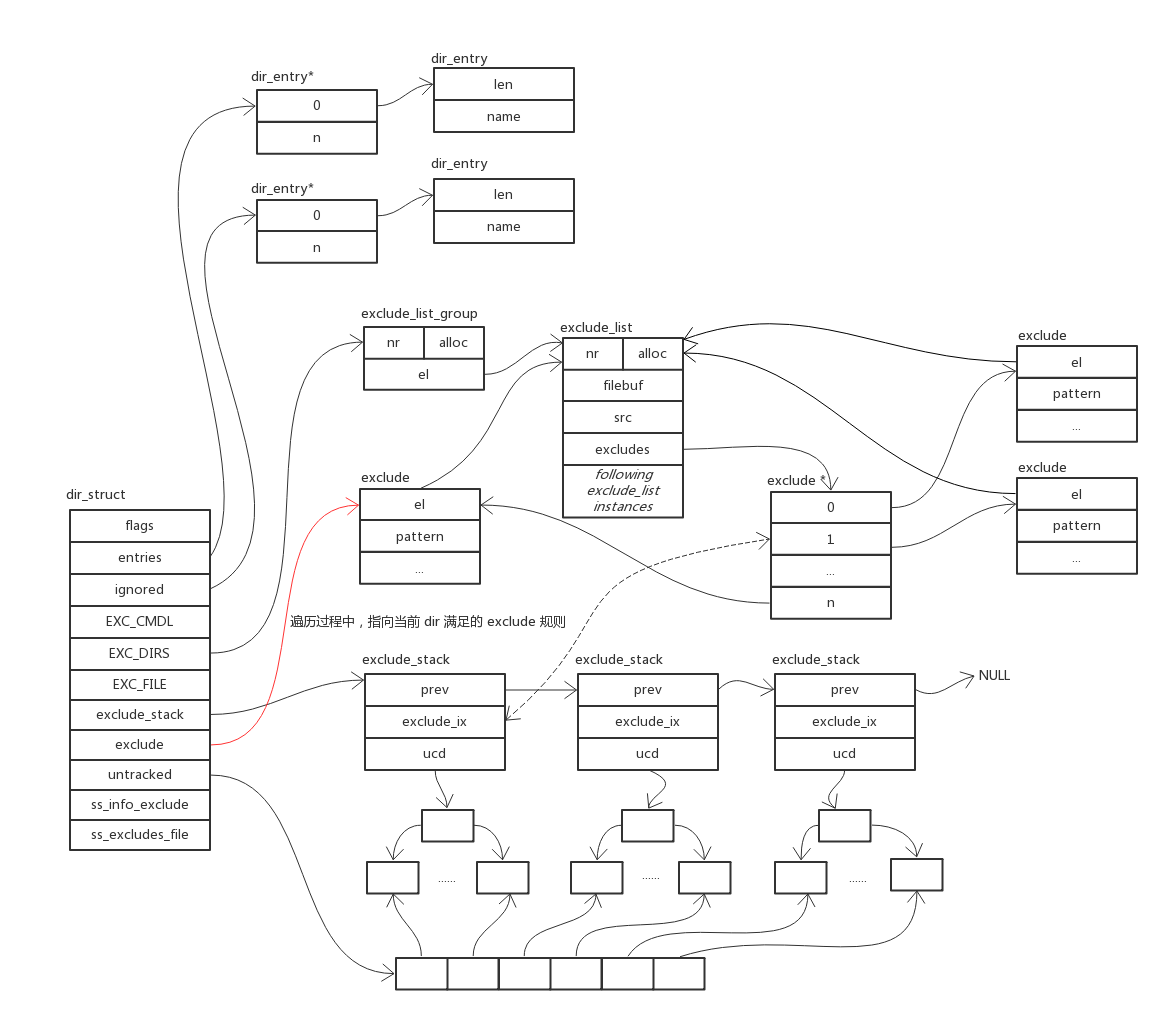 dir_entry*
0
n
dir_entry
len
name
dir_entry*
0
n
dir_entry
len
name
exclude_list_group
nr alloc
el
exclude_list
nr alloc
filebuf
src
excludes
following
exclude_list
instances
exclude
el
pattern
...
exclude
el
pattern
...
exclude *
0
1
...
n
exclude
el
pattern
...
dir_struct
flags
entries
ignored
EXC_CMDL
EXC_DIRS
EXC_FILE
exclude_stack
exclude
untracked
ss_info_exclude
ss_excludes_file
遍历过程中，指向当前 dir 满足的 exclude 规则
exclude_stack
prev
exclude_ix
ucd
exclude_stack
prev
exclude_ix
ucd
exclude_stack
prev
exclude_ix
ucd
NULL
......
......
......